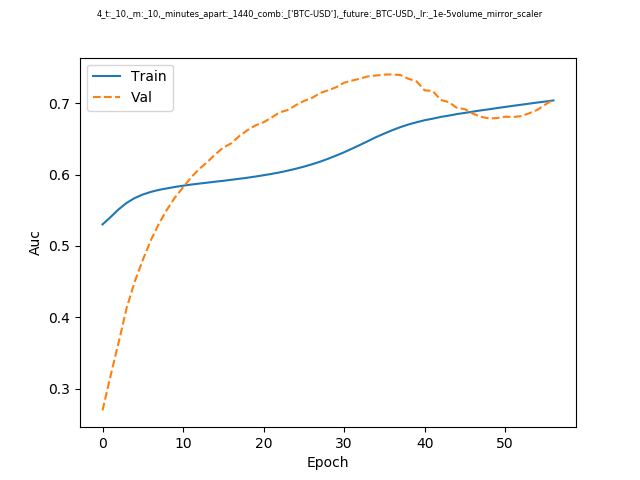 4_t:_10,_m:_10,_minutes_apart:_1440_comb:_['BTC-USD'],_future:_BTC-USD,_lr:_1e-5volume_mirror_scaler
Train
Val
0.7
0.6
0.5
0.4
0.3
Auc
0 10 20 30 40 50
Epoch